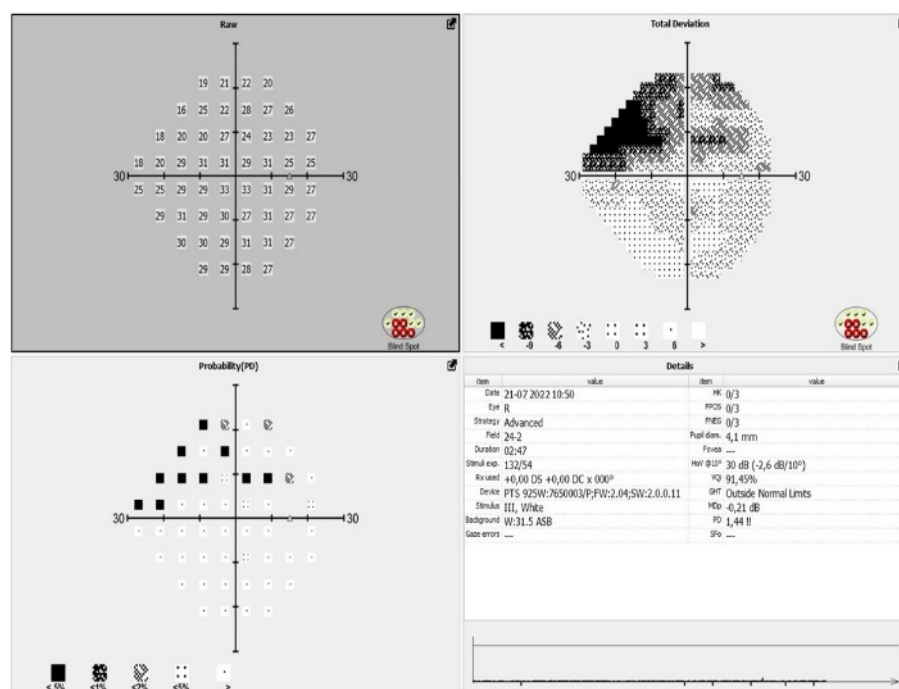 Raw
19 21 22 20
16 25 22 28 27 26
18 20 20 27 24 23 23 27
18 20 29 31 31 29 31 25 25
30 30
25 25 29 29 33 33 31 29 27
29 31 29 30 27 31 27 27
30 30 29 31 31 27
29 29 28 27
Blind Spot
Total Deviation
30 30
< -9 -6 -3 0 3 6 >
Blind Spot
Probability(PD)
30 30
<.5% <1% <2% <5% >
Details
Item value Item value
Date 21-07 2022 10:50 HK 0/3
Eye R FPOS 0/3
Strategy Advanced FNEG 0/3
Field 24-2 Pupil diam. 4,1 mm
Duration 02:47 Fovea ---
Stimuli exp. 132/54 HoV @10° 30 dB (-2,6 dB/10°)
Rx used +0,00 DS +0,00 DC x 000° VQi 91,45%
Device PTS 925W:7650003/P;FW:2.04;SW:2.0.0.11 GHT Outside Normal Limits
Stimulus III, White MDp -0,21 dB
Background W:31.5 ASB PD 1,44 !!
Gaze errors --- SFo ---